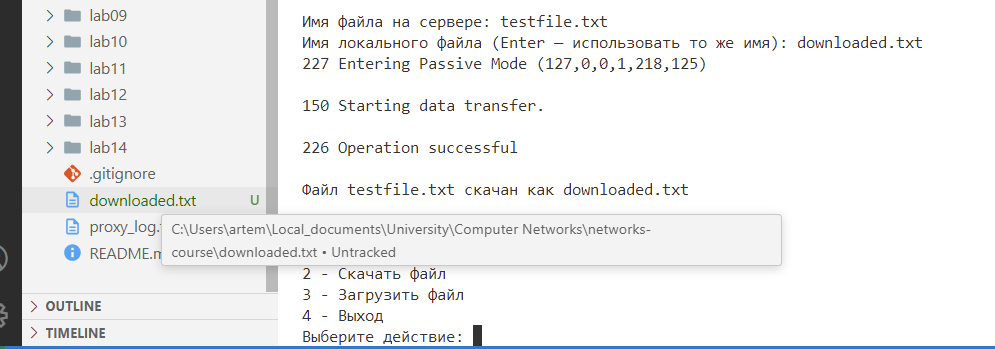 lab09
lab10
lab11
lab12
lab13
lab14
.gitignore
downloaded.txt U
proxy_log.
README.m
C:\Users\artem\Local_documents\University\Computer Networks\networks-
course\downloaded.txt • Untracked
OUTLINE
TIMELINE
Имя файла на сервере: testfile.txt
Имя локального файла (Enter — использовать то же имя): downloaded.txt
227 Entering Passive Mode (127,0,0,1,218,125)
150 Starting data transfer.
226 Operation successful
Файл testfile.txt скачан как downloaded.txt
2 - Скачать файл
3 - Загрузить файл
4 - Выход
Выберите действие: